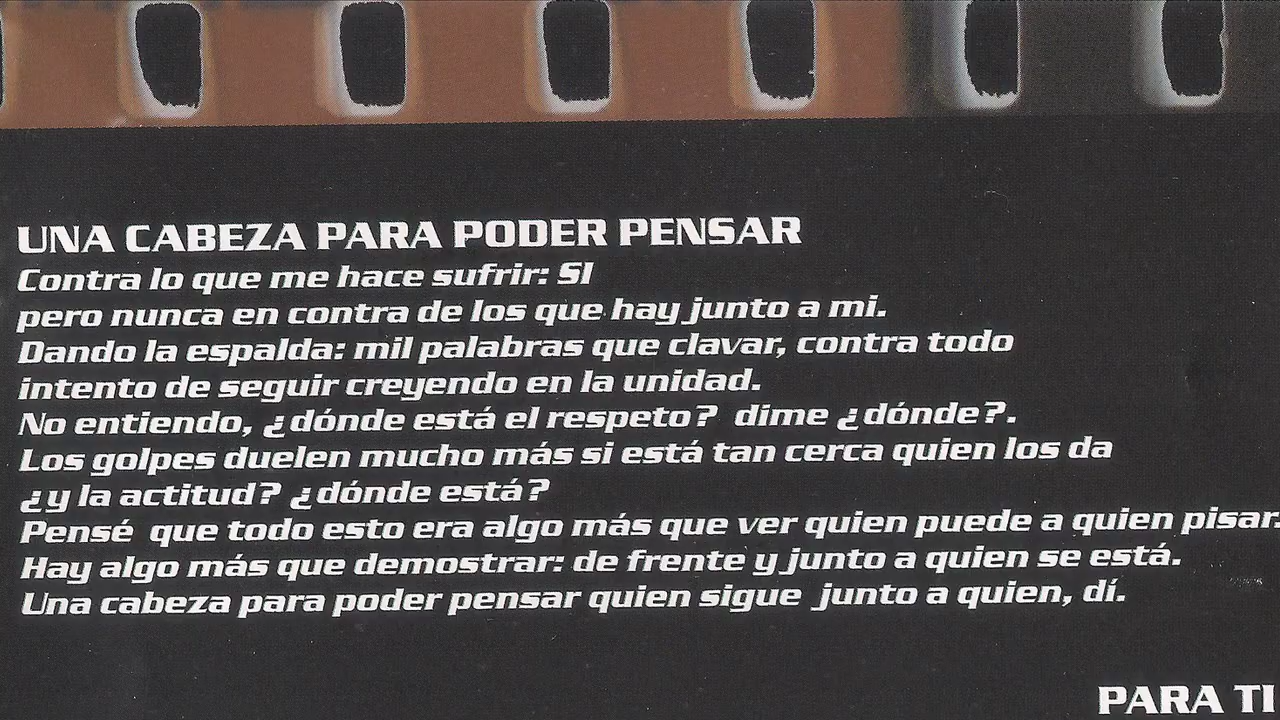 UNA CABEZA PARA PODER PENSAR
Contra lo que me hace sufrir: SI
pero nunca en contra de los que hay junto a mi.
Dando la espalda: mil palabras que clavar, contra todo
intento de seguir creyendo en la unidad.
No entiendo, ¿dónde está el respeto? dime ¿dónde?.
Los golpes duelen mucho más si está tan cerca quien los da
¿y la actitud? ¿dónde está?
Pensé que todo esto era algo más que ver quien puede a quien pisar.
Hay algo más que demostrar: de frente y junto a quien se está.
Una cabeza para poder pensar quien sigue junto a quien, dí.
PARA TI